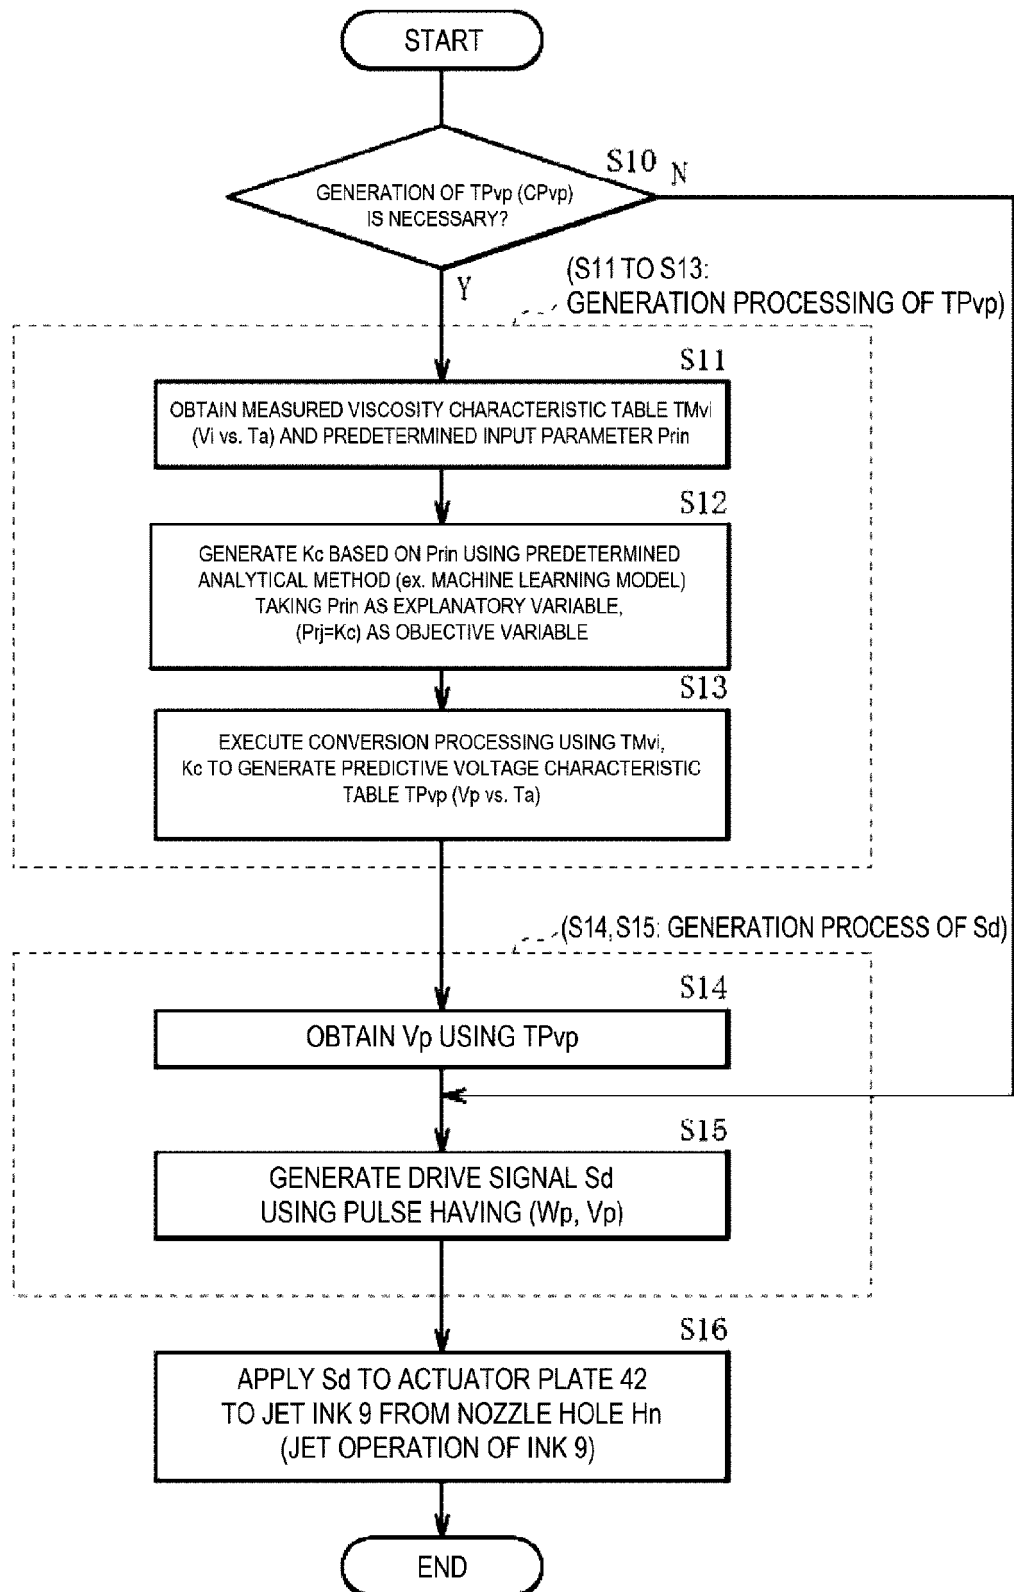 START
S10
N
GENERATION OF TPvp (CPvp)
IS NECESSARY?
Y
(S11 TO S13:
GENERATION PROCESSING OF TPvp)
S11
OBTAIN MEASURED VISCOSITY CHARACTERISTIC TABLE TMvi
(Vi vs. Ta) AND PREDETERMINED INPUT PARAMETER Prin
S12
GENERATE Kc BASED ON Prin USING PREDETERMINED
ANALYTICAL METHOD (ex. MACHINE LEARNING MODEL)
TAKING Prin AS EXPLANATORY VARIABLE,
(Prj=Kc) AS OBJECTIVE VARIABLE
S13
EXECUTE CONVERSION PROCESSING USING TMvi,
Kc TO GENERATE PREDICTIVE VOLTAGE CHARACTERISTIC
TABLE TPvp (Vp vs. Ta)
(S14, S15: GENERATION PROCESS OF Sd)
S14
OBTAIN Vp USING TPvp
S15
GENERATE DRIVE SIGNAL Sd
USING PULSE HAVING (Wp, Vp)
S16
APPLY Sd TO ACTUATOR PLATE 42
TO JET INK 9 FROM NOZZLE HOLE Hn
(JET OPERATION OF INK 9)
END